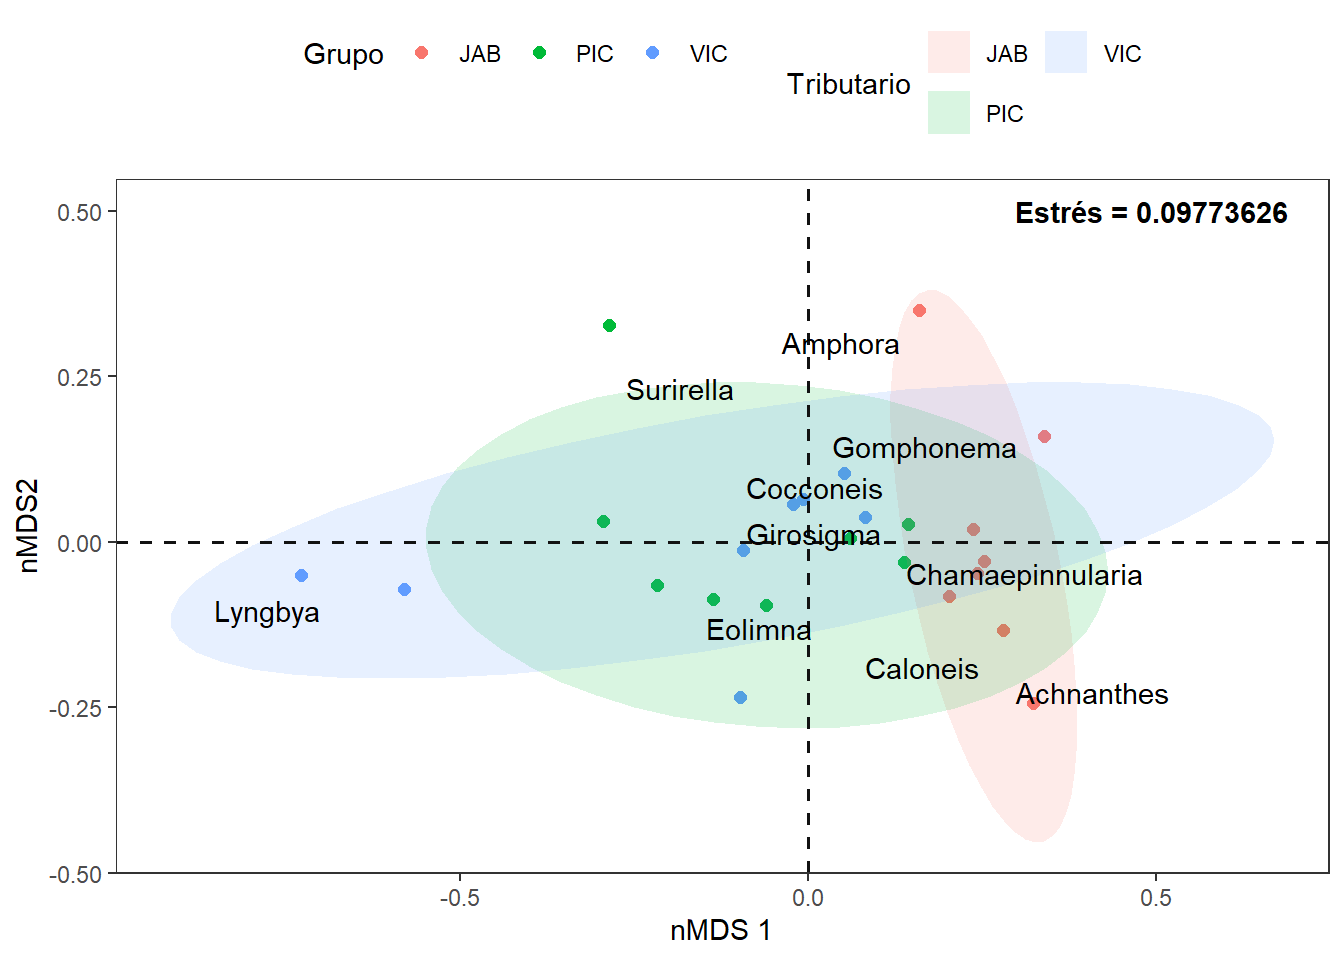 Grupo JAB PIC VIC
Tributario JAB VIC
PIC
Estrés = 0.09773626
Amphora
Surirella
Gomphonema
Cocconeis
Girosigma
Chamaepinnularia
Lyngbya
Eolimna
Caloneis
Achnanthes
0.50
0.25
0.00
-0.25
-0.50
nMDS2
-0.5 0.0 0.5
nMDS 1